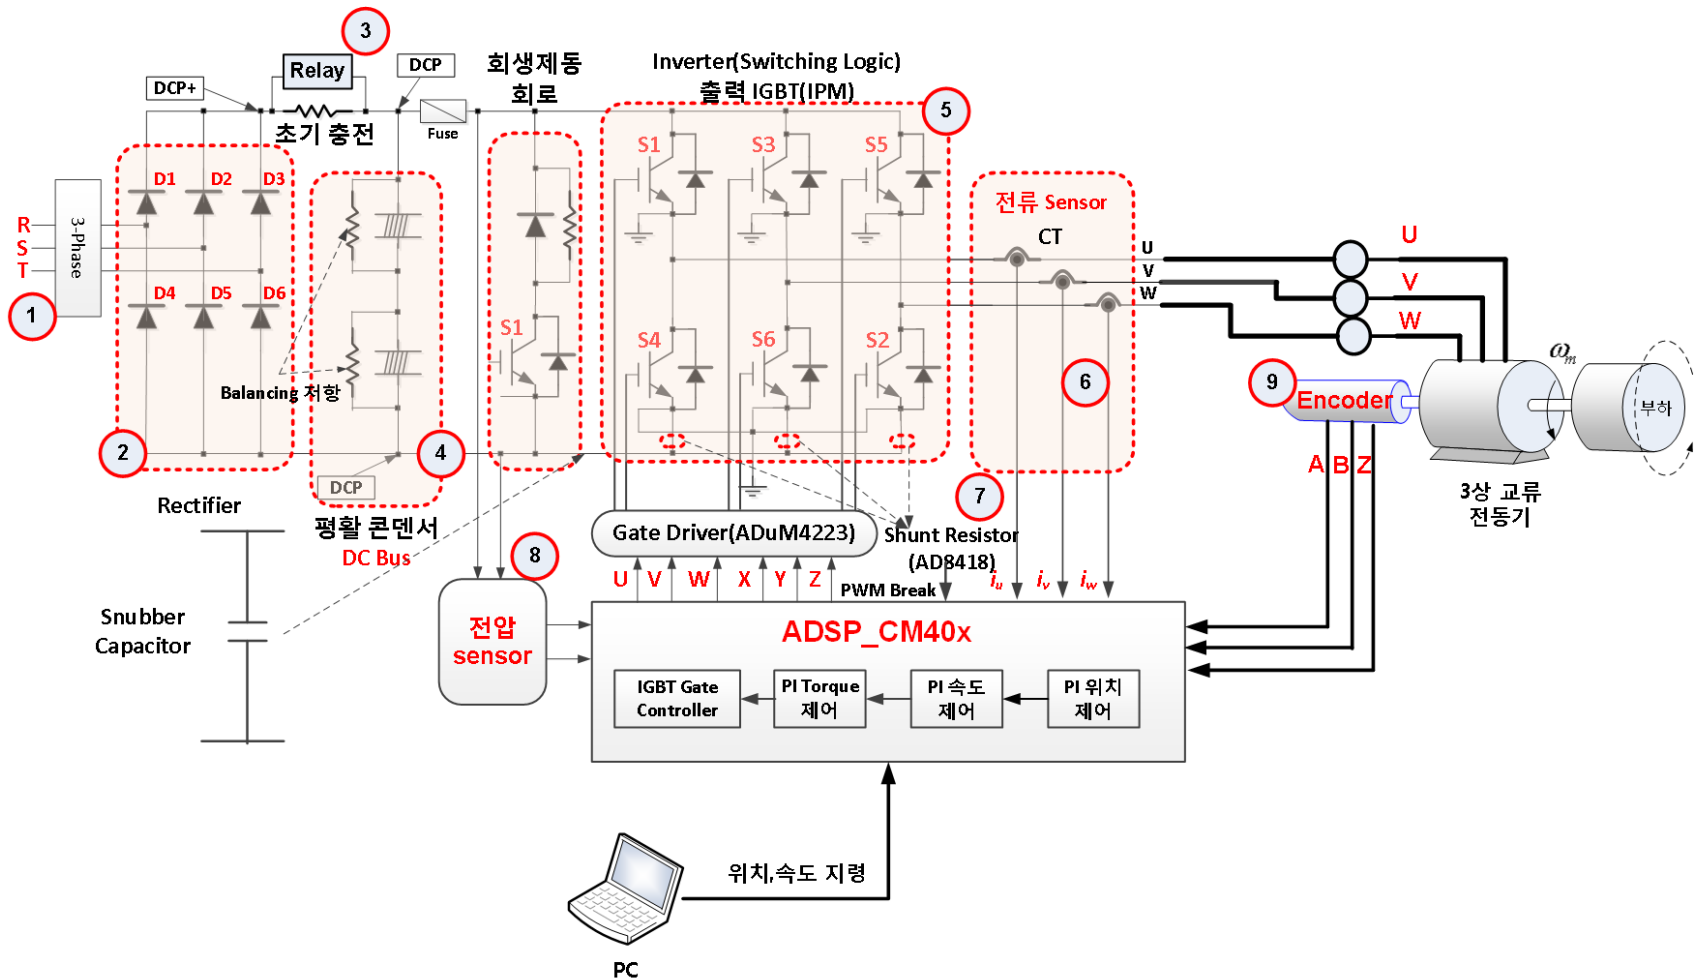 3
Relay
DCP
DCP+
초기 충전
Fuse
회생제동
회로
Inverter(Switching Logic)
출력 IGBT(IPM)
5
D1
D2
D3
3-Phase
R
S
T
1
D4
D5
D6
2
Balancing 저항
4
DCP
S1
S1
S3
S5
S4
S6
S2
전류 Sensor
CT
U
V
W
6
U
V
W
ωm
9
Encoder
부하
A
B
Z
3상 교류
전동기
Rectifier
평활 콘덴서
DC Bus
7
Gate Driver(ADuM4223)
Shunt Resistor
(AD8418)
8
U
V
W
X
Y
Z
PWM Break
iu
iv
iw
Snubber
Capacitor
전압
sensor
ADSP_CM40x
IGBT Gate
Controller
PI Torque
제어
PI 속도
제어
PI 위치
제어
위치,속도 지령
PC